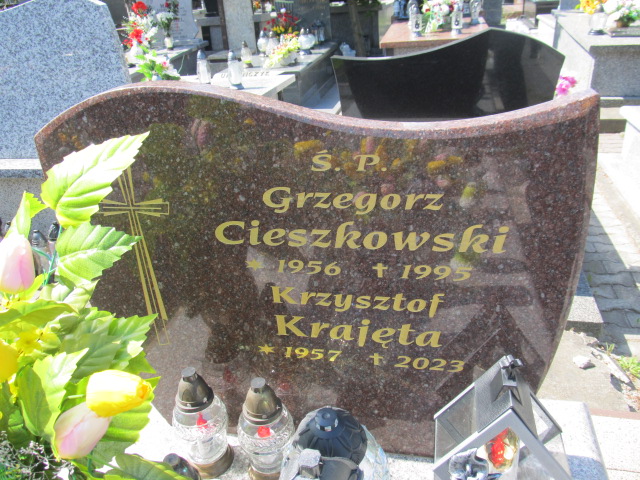 Ś. P.
Grzegorz
Cieszkowski
* 1956 † 1995
Krzysztof
Krajęta
* 1957 † 2023